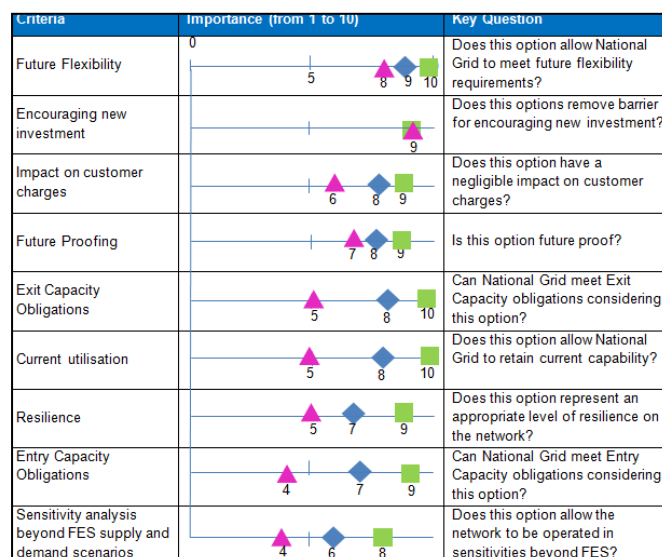 Criteria
Importance (from 1 to 10)
Key Question
Future Flexibility
0
5
8
9
10
Does this option allow National
Grid to meet future flexibility
requirements?
Encouraging new
investment
9
Does this options remove barrier
for encouraging new investment?
Impact on customer
charges
6
8
9
Does this option have a
negligible impact on customer
charges?
Future Proofing
7
8
9
Is this option future proof?
Exit Capacity
Obligations
5
8
10
Can National Grid meet Exit
Capacity obligations considering
this option?
Current utilisation
5
8
10
Does this option allow National
Grid to retain current capability?
Resilience
5
7
9
Does this option represent an
appropriate level of resilience on
the network?
Entry Capacity
Obligations
4
7
9
Can National Grid meet Entry
Capacity obligations considering
this option?
Sensitivity analysis
beyond FES supply and
demand scenarios
4
6
8
Does this option allow the
network to be operated in
sensitivities beyond FES?